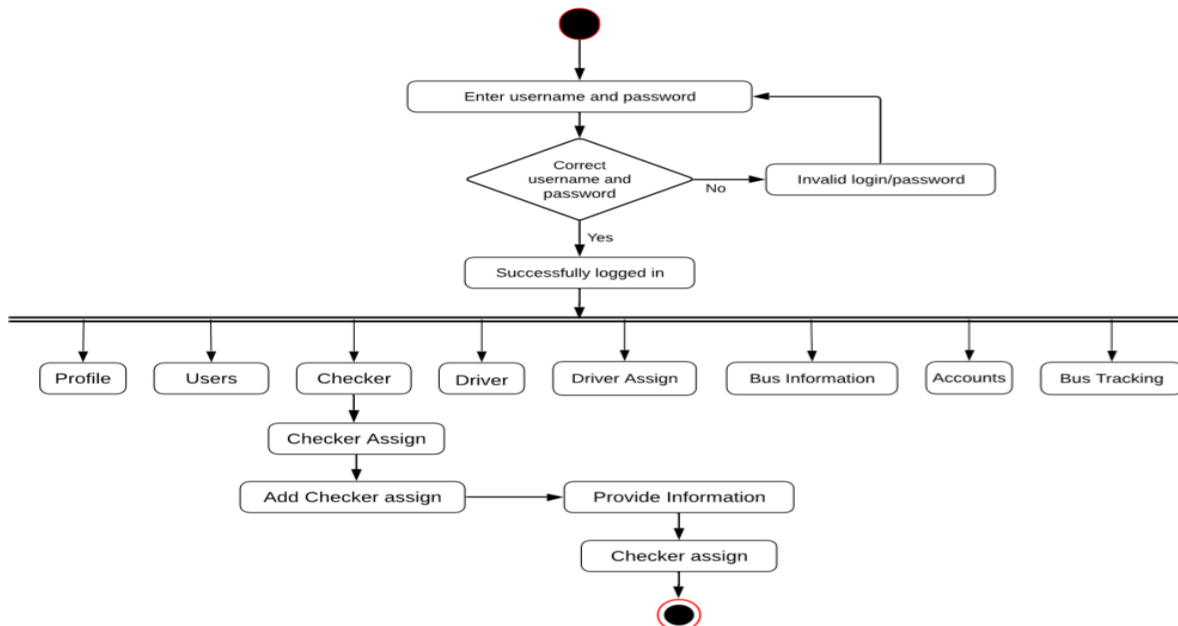 Enter username and password
Correct
username and
password
No
Invalid login/password
Yes
Successfully logged in
Profile
Users
Checker
Driver
Driver Assign
Bus Information
Accounts
Bus Tracking
Checker Assign
Add Checker assign
Provide Information
Checker assign